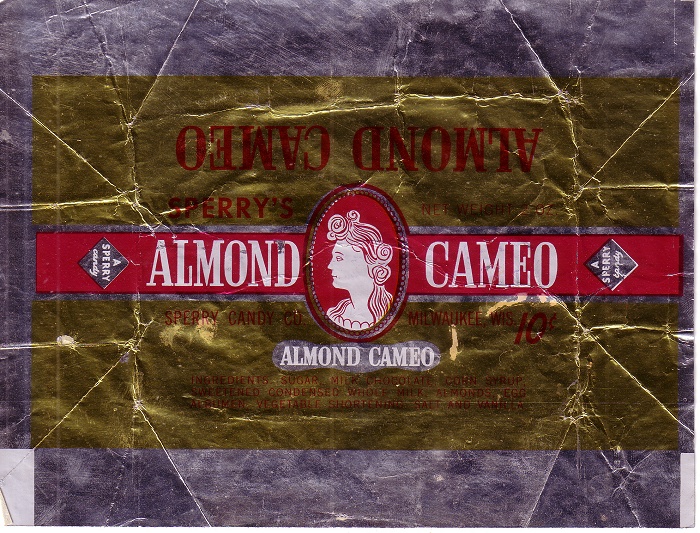 ALMOND CAMEO
SPERRY'S
NET WEIGHT
A SPERRY candy
ALMOND CAMEO
A SPERRY candy
SPERRY CANDY CO.
MILWAUKEE WIS.
10¢
ALMOND CAMEO
INGREDIENTS: SUGAR, MILK CHOCOLATE, CORN SYRUP,
SWEETENED CONDENSED WHOLE MILK, ALMONDS, EGG
ALBUMEN, VEGETABLE SHORTENING, SALT AND VANILLA